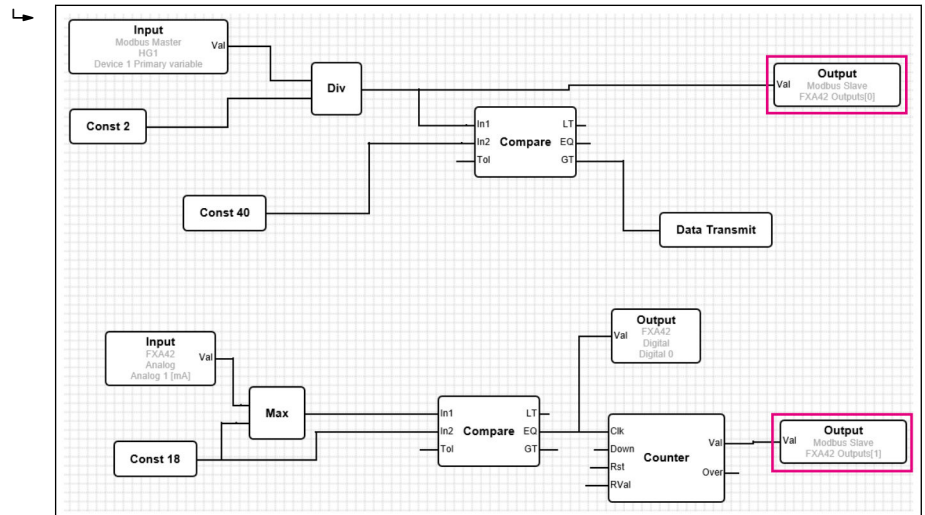 Input
Modbus Master
HG1
Device 1 Primary variable
Val
Div
Const 2
Val
Output
Modbus Slave
FXA42 Outputs[0]
In1
In2
Tol
Compare
LT
EQ
GT
Const 40
Data Transmit
Input
FXA42
Analog
Analog 1 [mA]
Val
Max
Const 18
In1
In2
Tol
Compare
LT
EQ
GT
Val
Output
FXA42
Digital
Digital 0
Clk
Down
Rst
RVal
Counter
Val
Over
Val
Output
Modbus Slave
FXA42 Outputs[1]